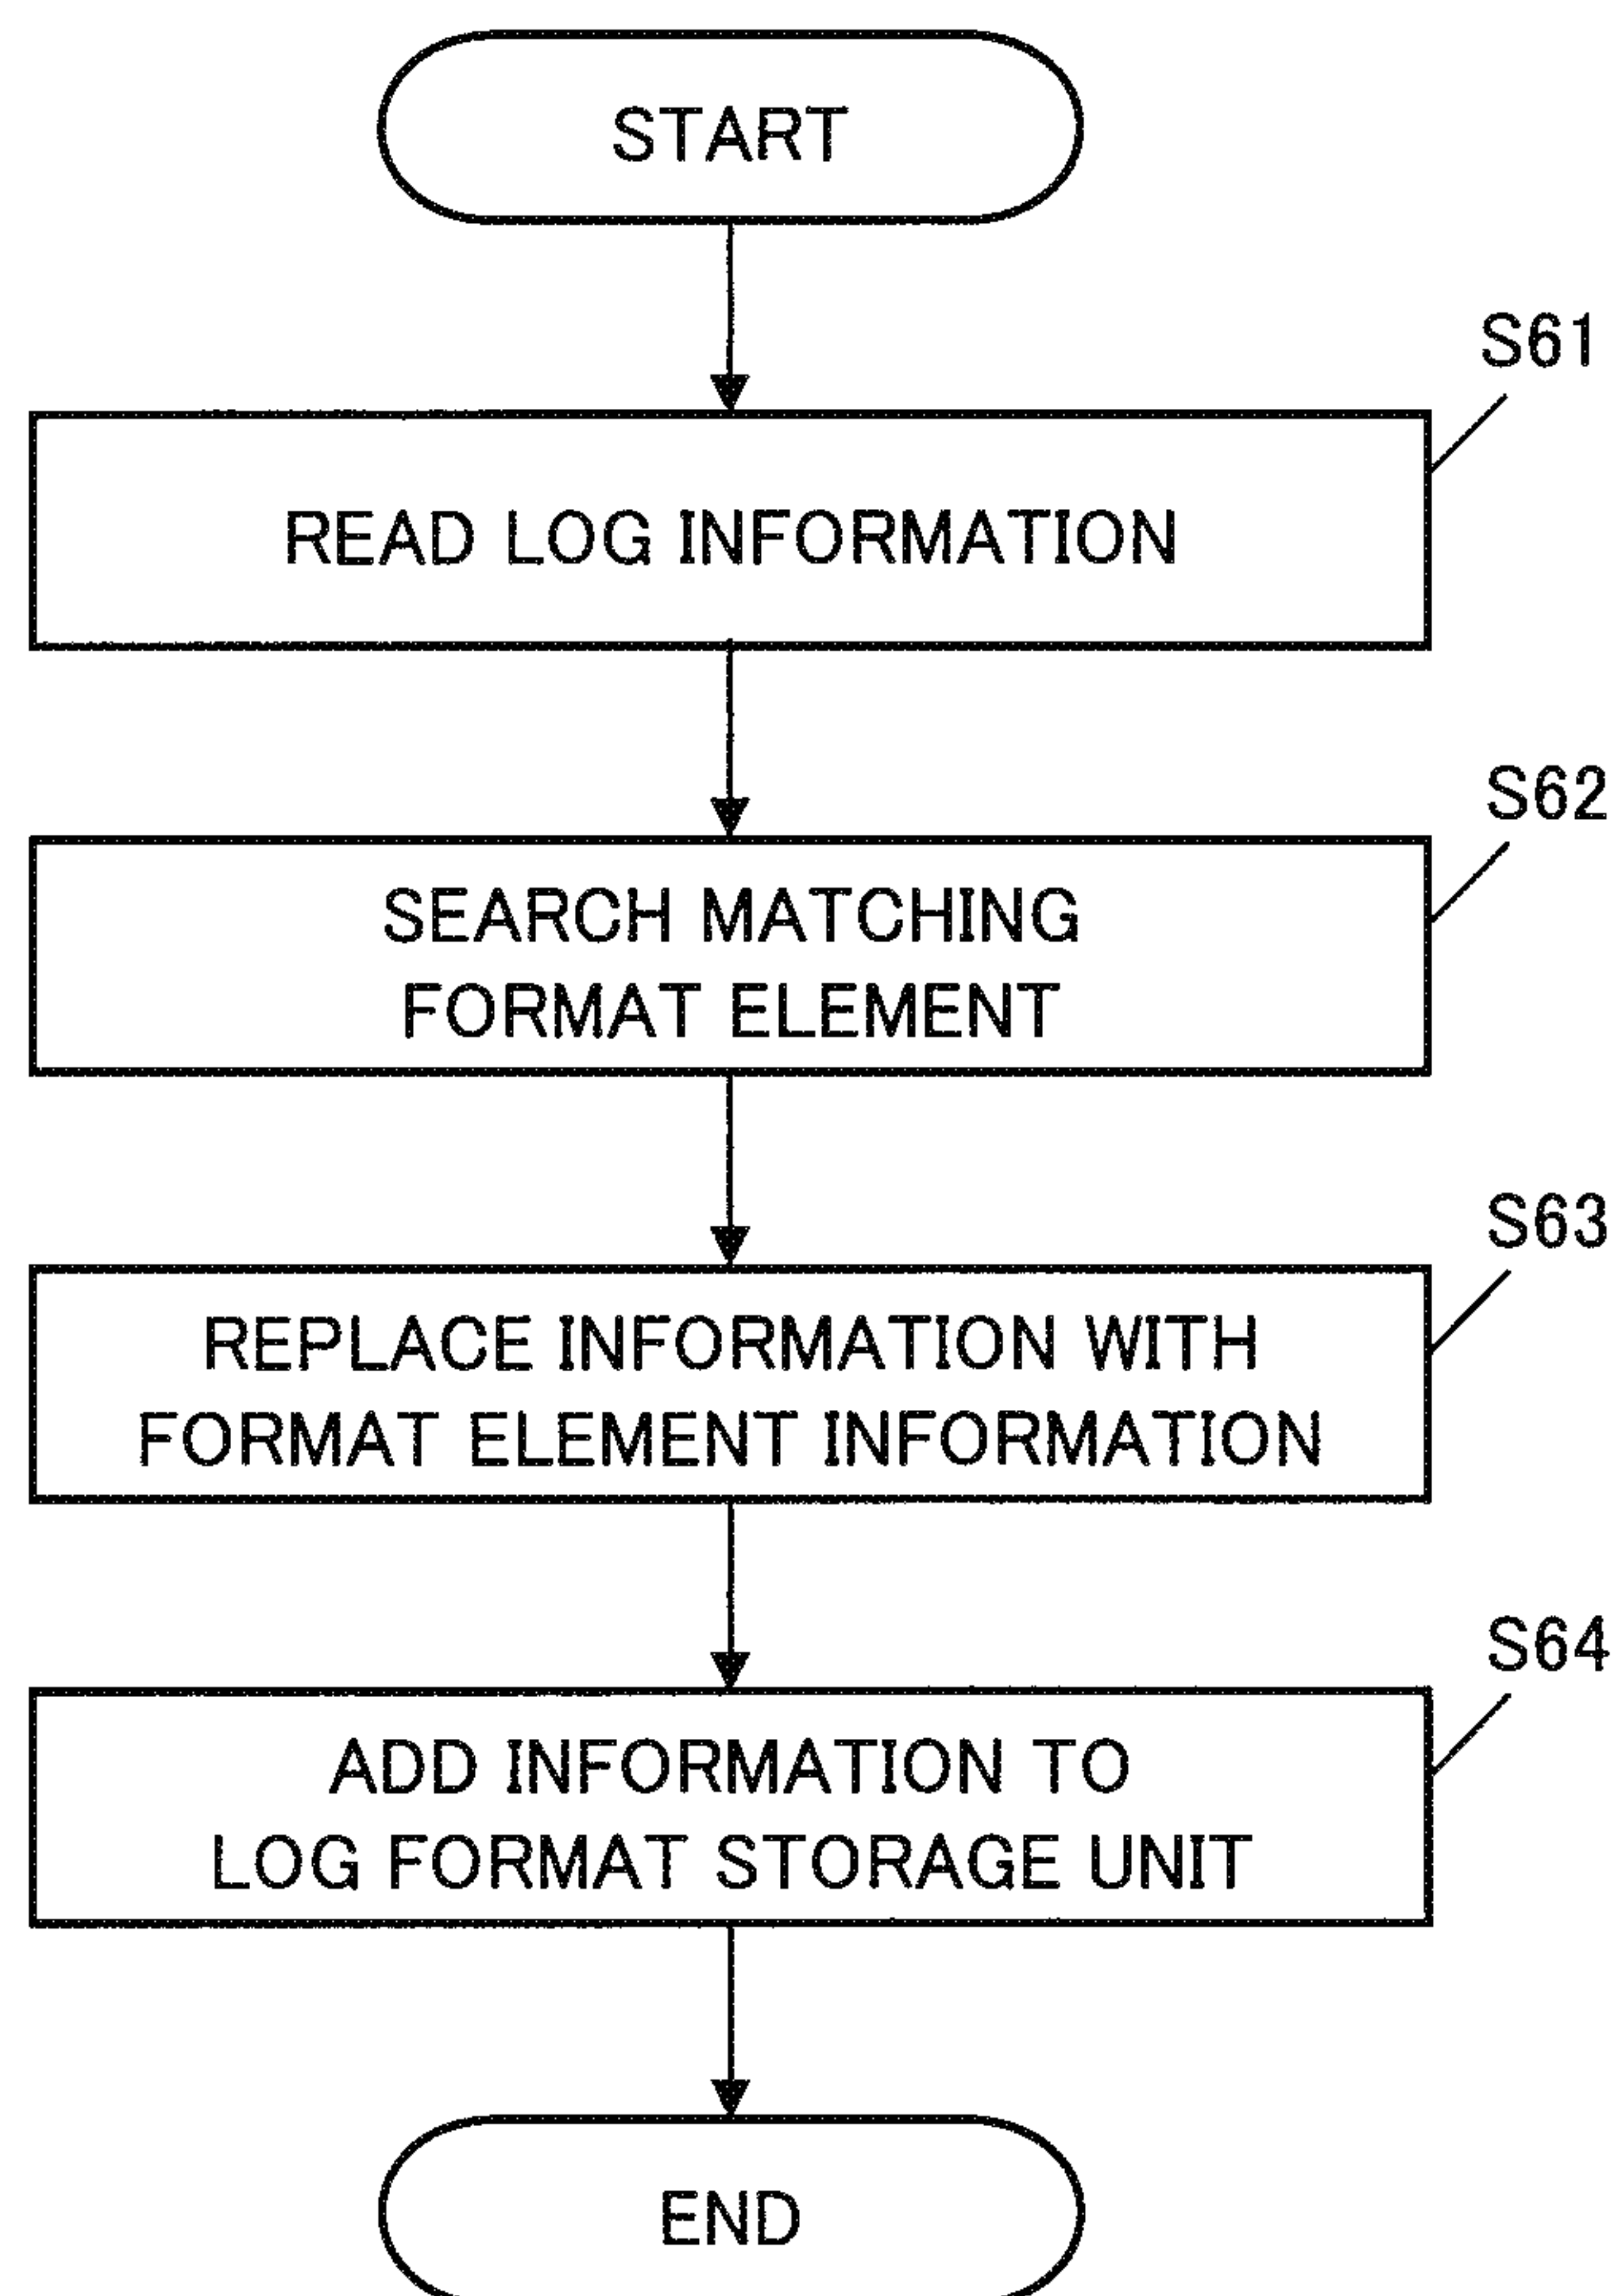 START
S61
READ LOG INFORMATION
S62
SEARCH MATCHING
FORMAT ELEMENT
S63
REPLACE INFORMATION WITH
FORMAT ELEMENT INFORMATION
S64
ADD INFORMATION TO
LOG FORMAT STORAGE UNIT
END